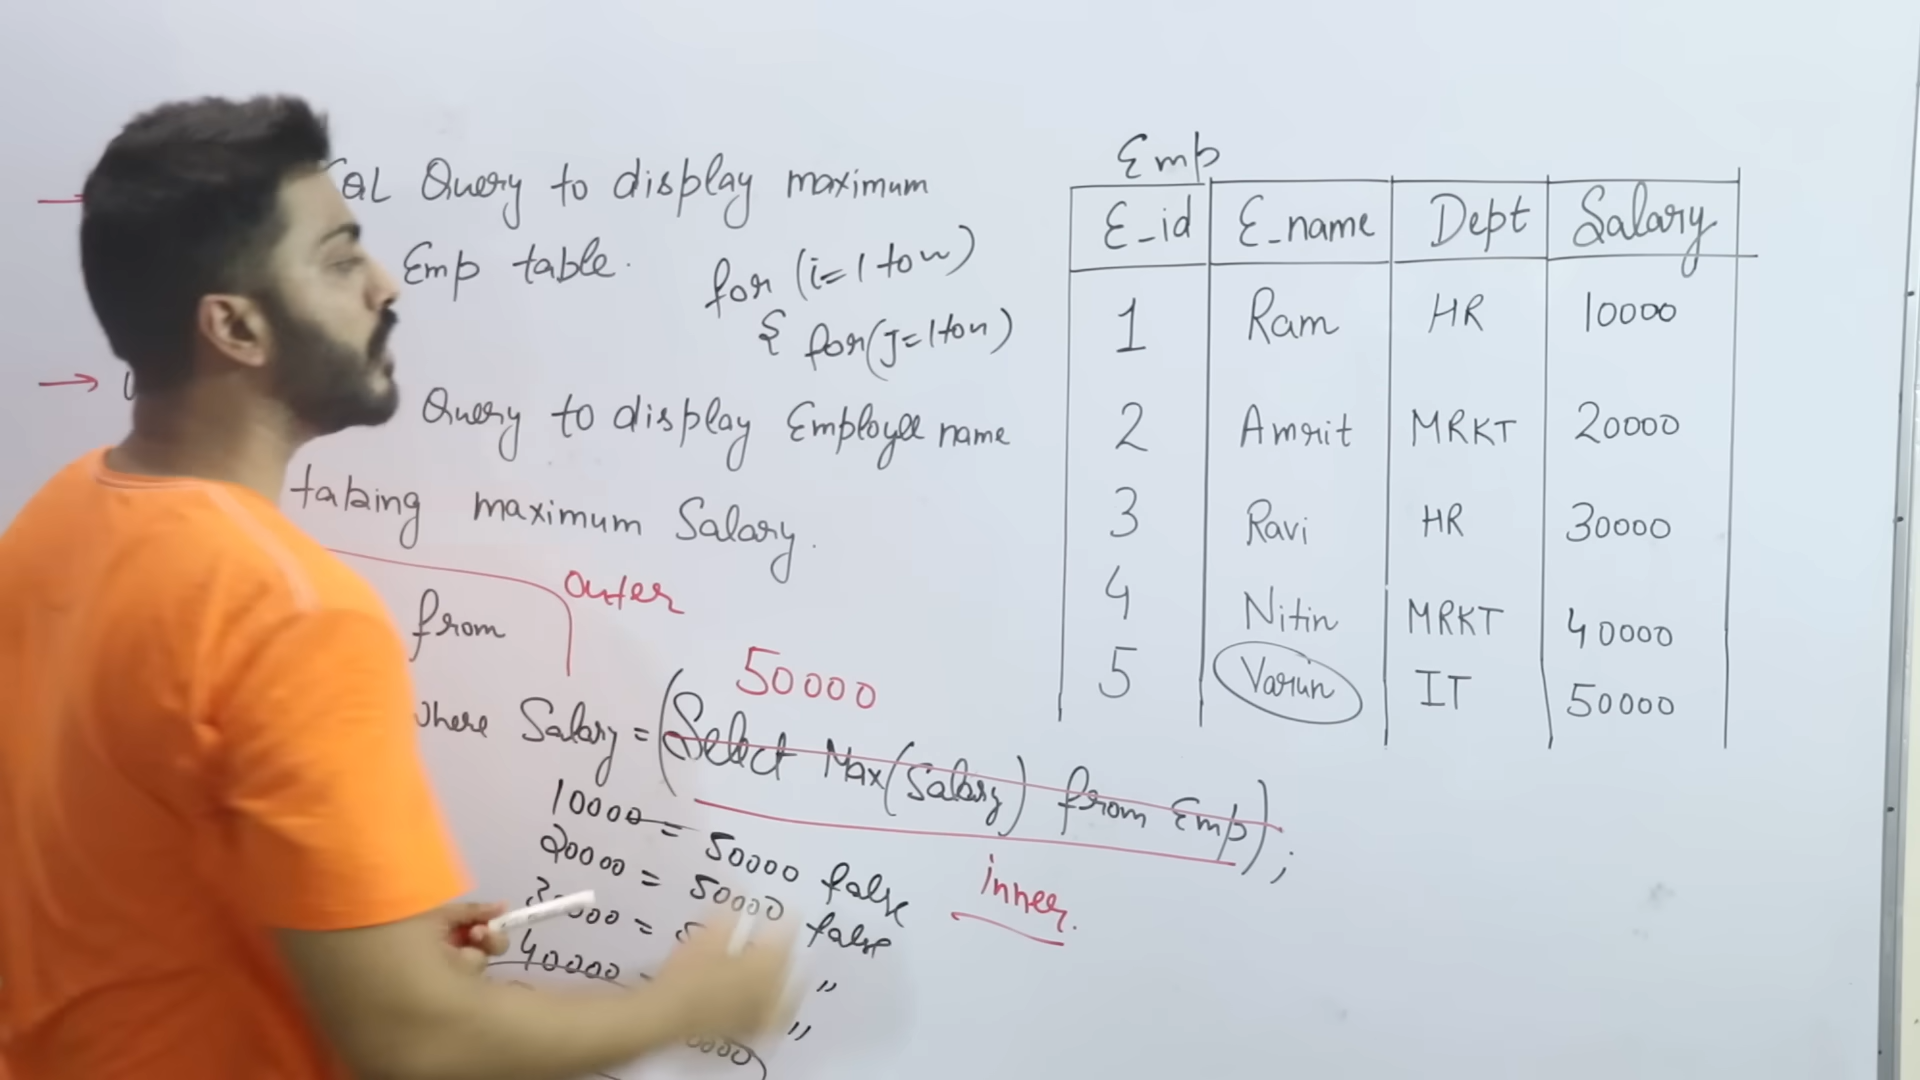 SQL Query to display maximum
Emp table.
for (i=1 to n)
{ for(J=1 to n)
Query to display Employee name
taking maximum Salary.
outer
from
50000
where Salary = (Select Max(Salary) from Emp);
inner.
10000 = 50000 false
20000 = 50000 false
30000 =
40000 = "
"
Emp
E_id E_name Dept Salary
1 Ram HR 10000
2 Amrit MRKT 20000
3 Ravi HR 30000
4 Nitin MRKT 40000
5 Varun IT 50000